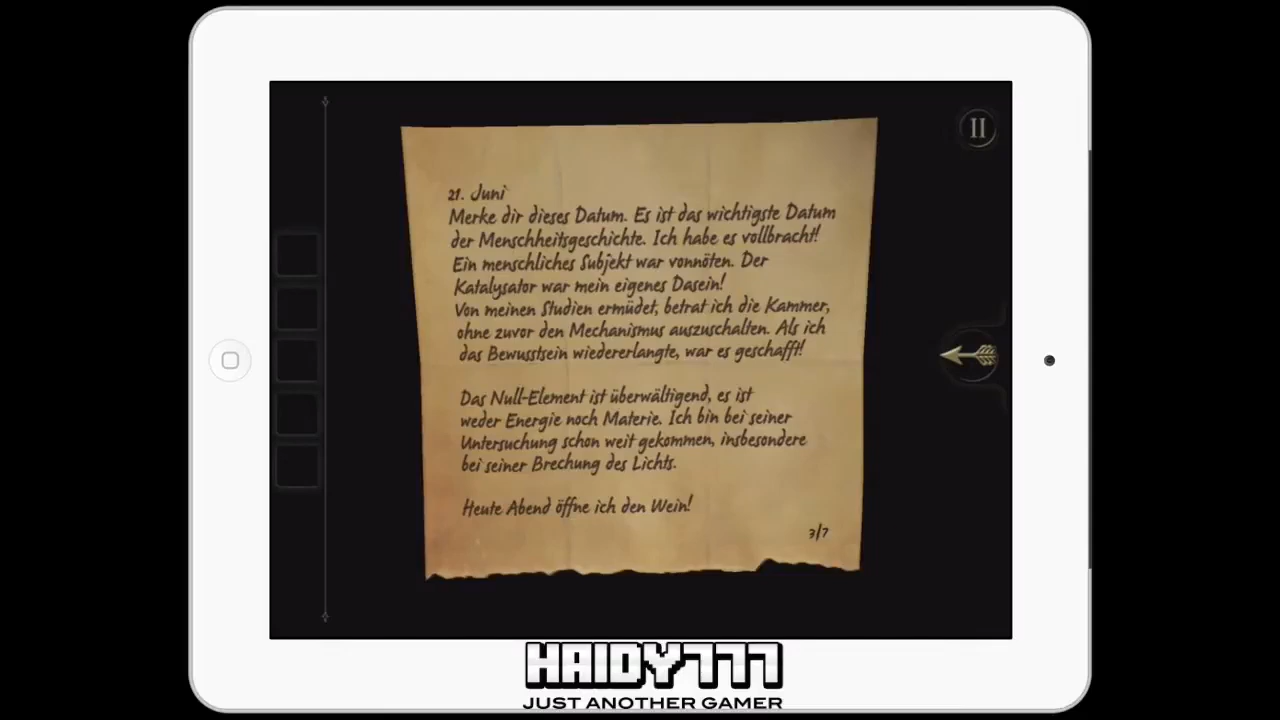 21. Juni
Merke dir dieses Datum. Es ist das wichtigste Datum
der Menschheitsgeschichte. Ich habe es vollbracht!
Ein menschliches Subjekt war vonnöten. Der
Katalysator war mein eigenes Dasein!
Von meinen Studien ermüdet, betrat ich die Kammer,
ohne zuvor den Mechanismus auszuschalten. Als ich
das Bewusstsein wiedererlangte, war es geschafft!
Das Null-Element ist überwältigend, es ist
weder Energie noch Materie. Ich bin bei seiner
Untersuchung schon weit gekommen, insbesondere
bei seiner Brechung des Lichts.
Heute Abend öffne ich den Wein!
3/7
HAIDY777
JUST ANOTHER GAMER